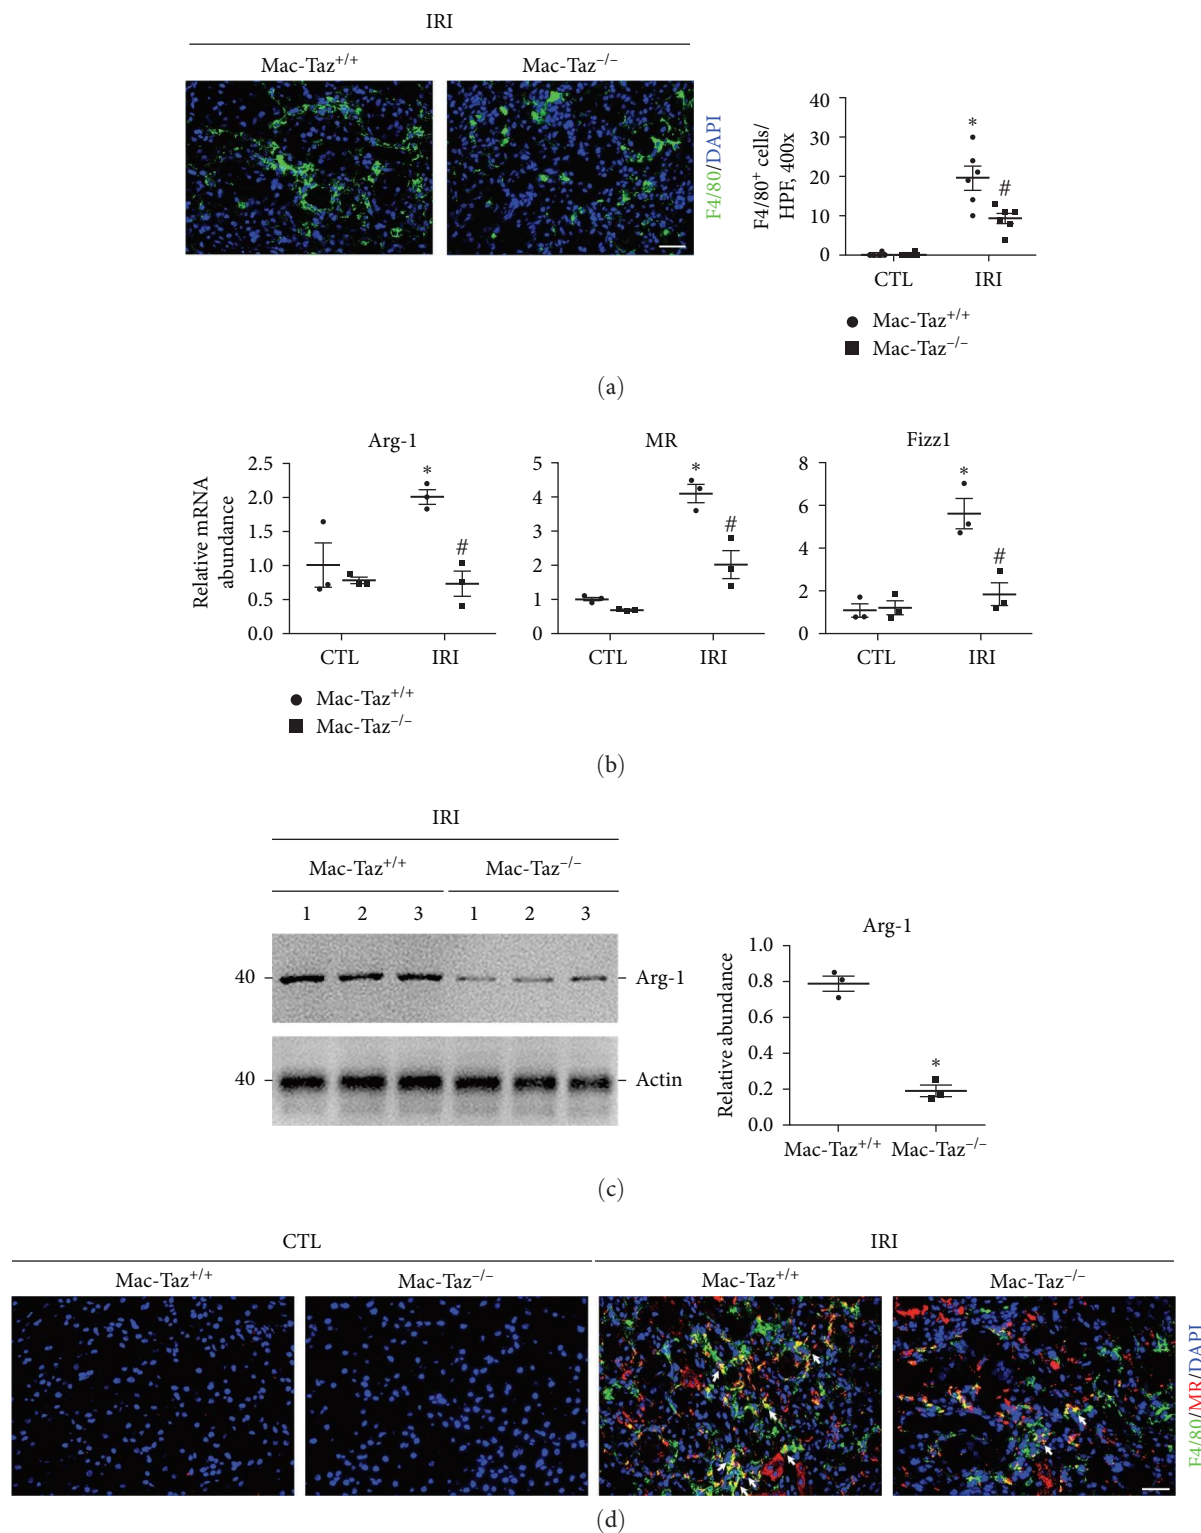 IRI
Mac-Taz+/+ Mac-Taz−/−
F4/80/DAPI
F4/80+ cells/
HPF, 400x
40
30
20
10
0
*
#
CTL IRI
Mac-Taz+/+
Mac-Taz−/−
(a)
Arg-1
Relative mRNA
abundance
2.5
2.0
1.5
1.0
0.5
0.0
*
#
CTL IRI
MR
5
4
3
2
1
0
*
#
CTL IRI
Fizz1
8
6
4
2
0
*
#
CTL IRI
Mac-Taz+/+
Mac-Taz−/−
(b)
IRI
Mac-Taz+/+ Mac-Taz−/−
1 2 3 1 2 3
40 Arg-1
40 Actin
Arg-1
Relative abundance
1.0
0.8
0.6
0.4
0.2
0.0
*
Mac-Taz+/+ Mac-Taz−/−
(c)
CTL IRI
Mac-Taz+/+ Mac-Taz−/− Mac-Taz+/+ Mac-Taz−/−
F4/80/MR/DAPI
(d)